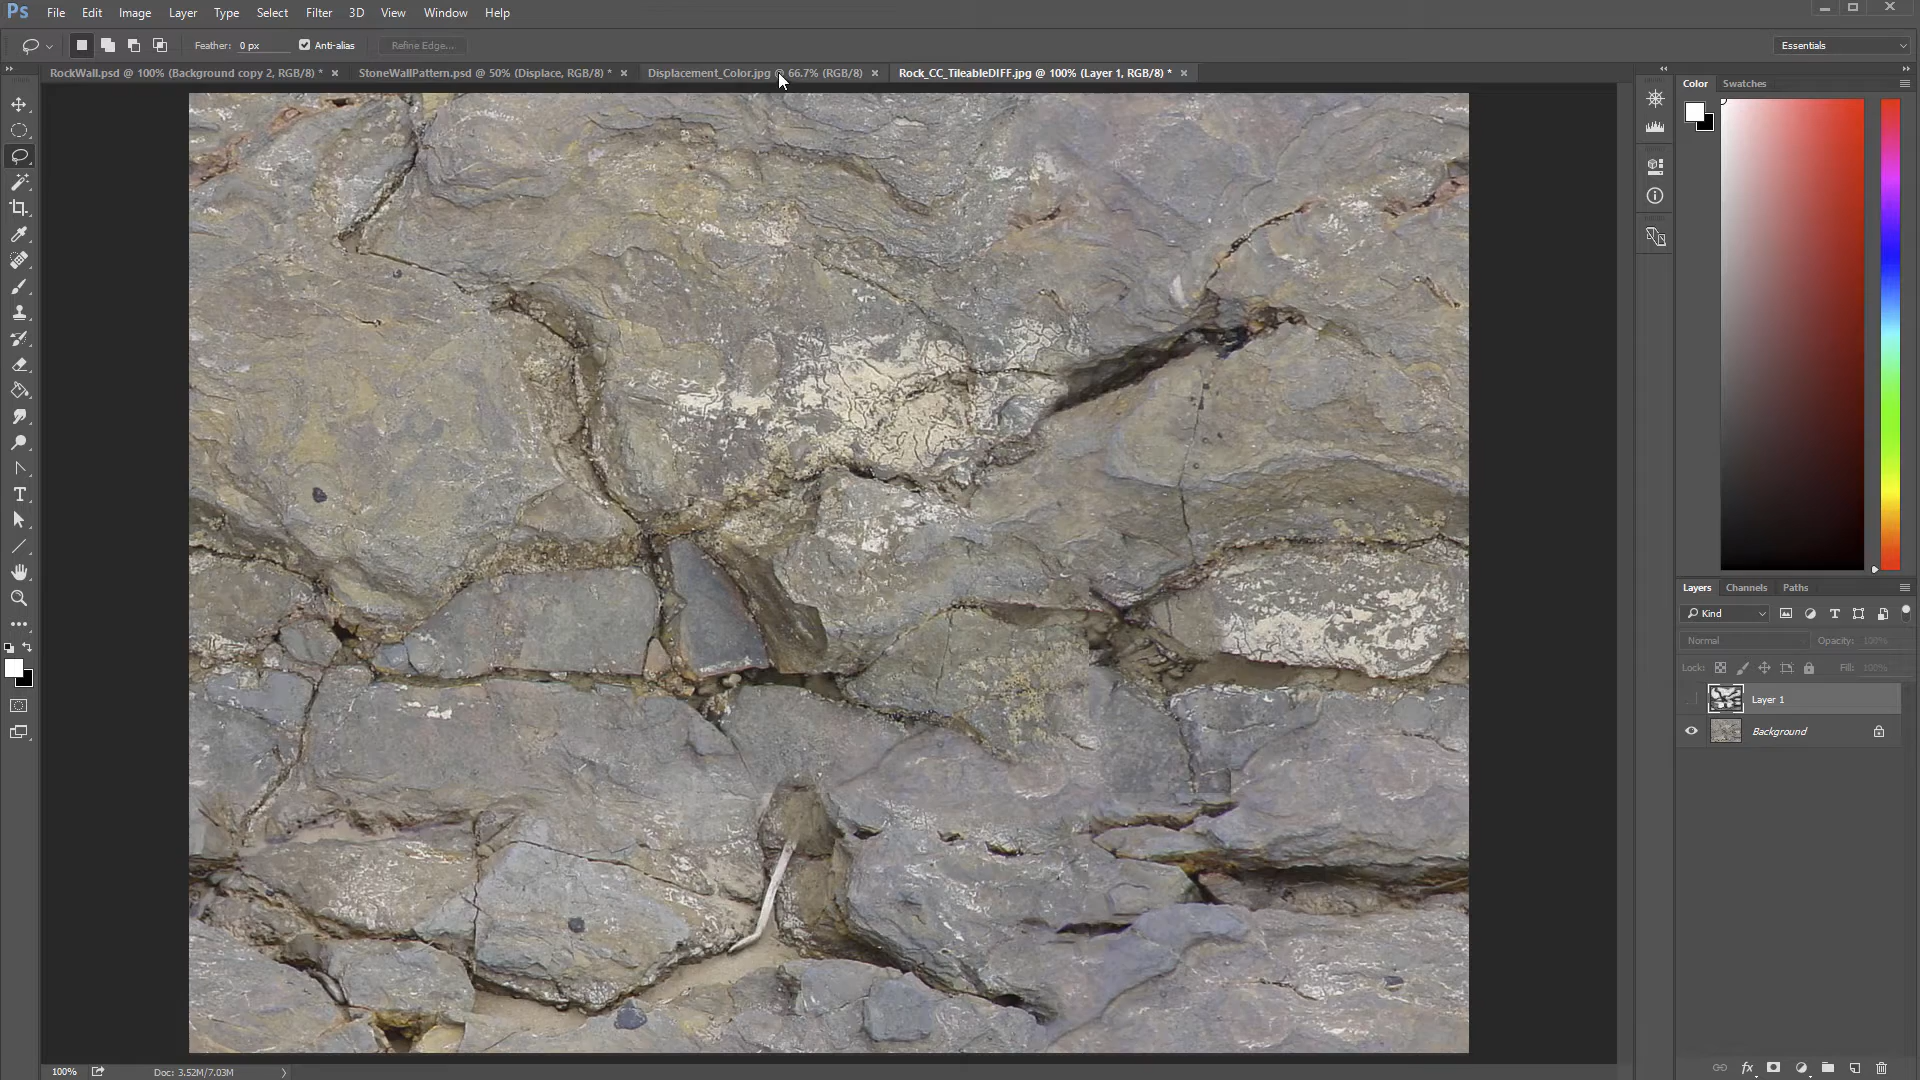 Ps File Edit Image Layer Type Select Filter 3D View Window Help
Feather: 0 px Anti-alias Refine Edge... Essentials
RockWall.psd @ 100% (Background copy 2, RGB/8) * × StoneWallPattern.psd @ 50% (Displace, RGB/8) * × Displacement_Color.jpg @ 66.7% (RGB/8) × Rock_CC_TileableDIFF.jpg @ 100% (Layer 1, RGB/8) * ×
Color Swatches
Layers Channels Paths
Kind
Normal Opacity: 100%
Lock: Fill: 100%
Layer 1
Background
100% Doc: 3.52M/7.03M
fx